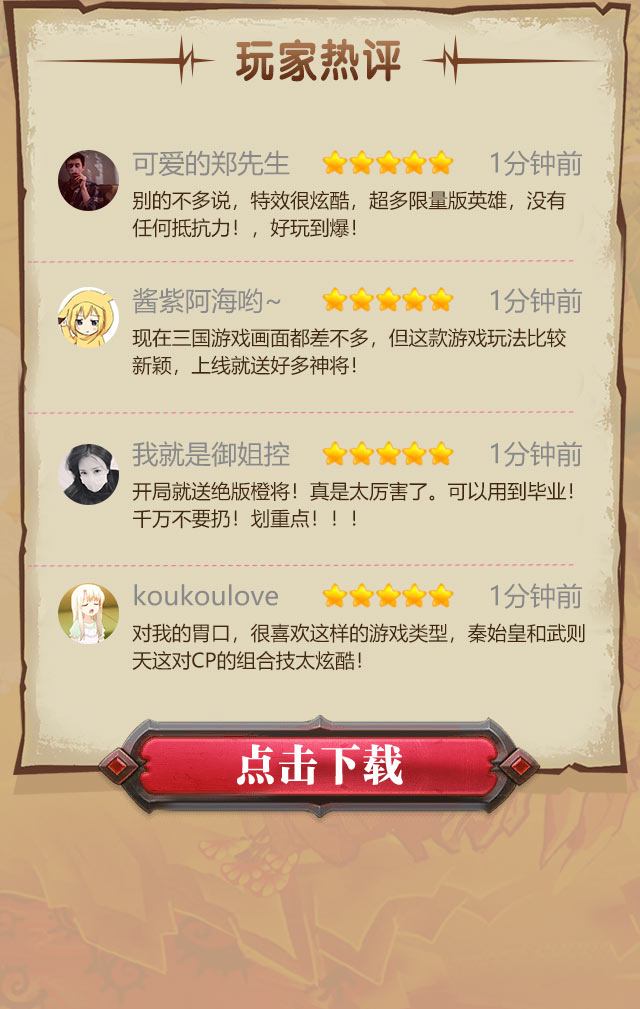 玩家热评
可爱的郑先生 1分钟前
别的不多说，特效很炫酷，超多限量版英雄，没有
任何抵抗力！，好玩到爆！
酱紫阿海哟~ 1分钟前
现在三国游戏画面都差不多，但这款游戏玩法比较
新颖，上线就送好多神将！
我就是御姐控 1分钟前
开局就送绝版橙将！真是太厉害了。可以用到毕业！
千万不要扔！划重点！！！
koukoulove 1分钟前
对我的胃口，很喜欢这样的游戏类型，秦始皇和武则
天这对CP的组合技太炫酷！
点击下载